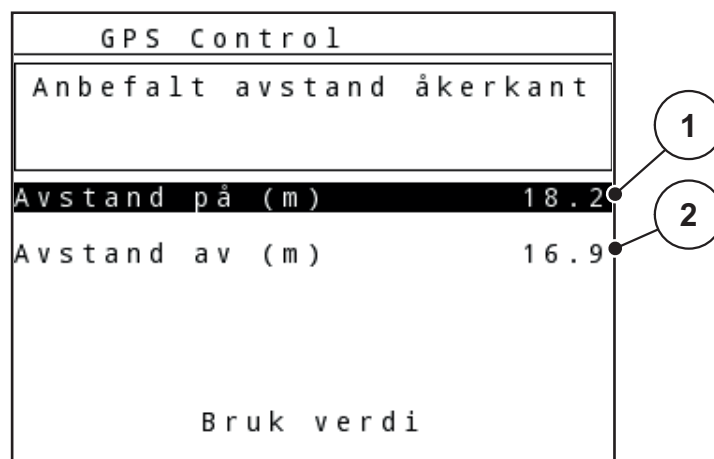 GPS Control
Anbefalt avstand åkerkant
1
Avstand på (m) 18.2
2
Avstand av (m) 16.9
Bruk verdi